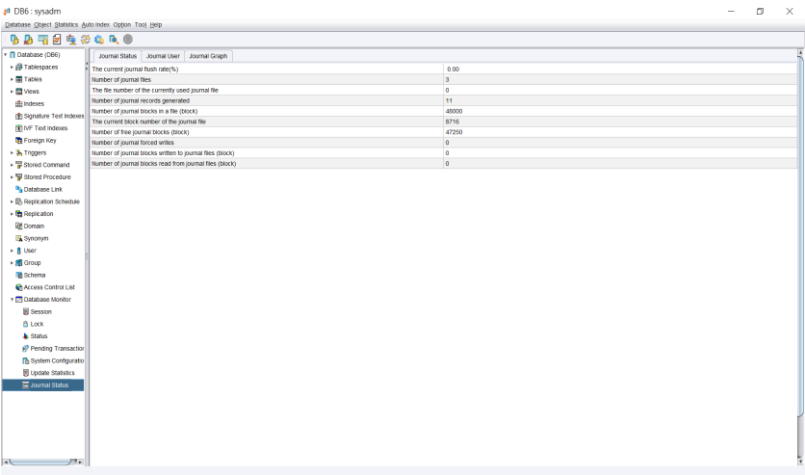 DB6 : sysadm
Database Object Statistics Auto Index Option Tool Help
Database (DB6)
Tablespaces
Tables
Views
Indexes
Signature Text Indexes
IVF Text Indexes
Foreign Key
Triggers
Stored Command
Stored Procedure
Database Link
Replication Schedule
Replication
Domain
Synonym
User
Group
Schema
Access Control List
Database Monitor
Session
Lock
Status
Pending Transaction
System Configuratio
Update Statistics
Journal Status
Journal Status Journal User Journal Graph
The current journal flush rate(%) 0.00
Number of journal files 3
The file number of the currently used journal file 0
Number of journal records generated 11
Number of journal blocks in a file (block) 48000
The current block number of the journal file 8716
Number of free journal blocks (block) 47250
Number of journal forced writes 0
Number of journal blocks written to journal files (block) 0
Number of journal blocks read from journal files (block) 0